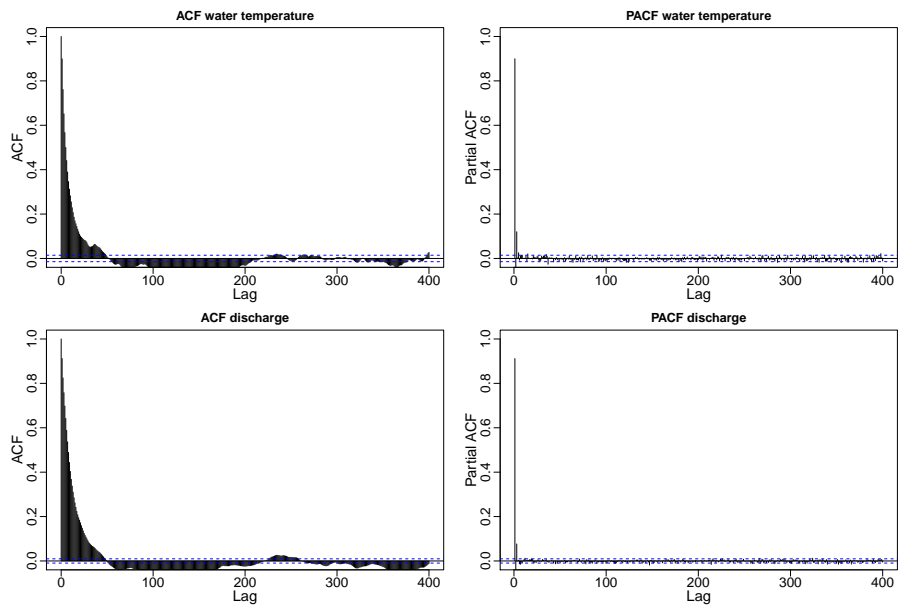 ACF water temperature
ACF
0.0 0.2 0.4 0.6 0.8 1.0
0 100 200 300 400
Lag
PACF water temperature
Partial ACF
0.0 0.2 0.4 0.6 0.8 1.0
0 100 200 300 400
Lag
ACF discharge
ACF
0.0 0.2 0.4 0.6 0.8 1.0
0 100 200 300 400
Lag
PACF discharge
Partial ACF
0.0 0.2 0.4 0.6 0.8 1.0
0 100 200 300 400
Lag